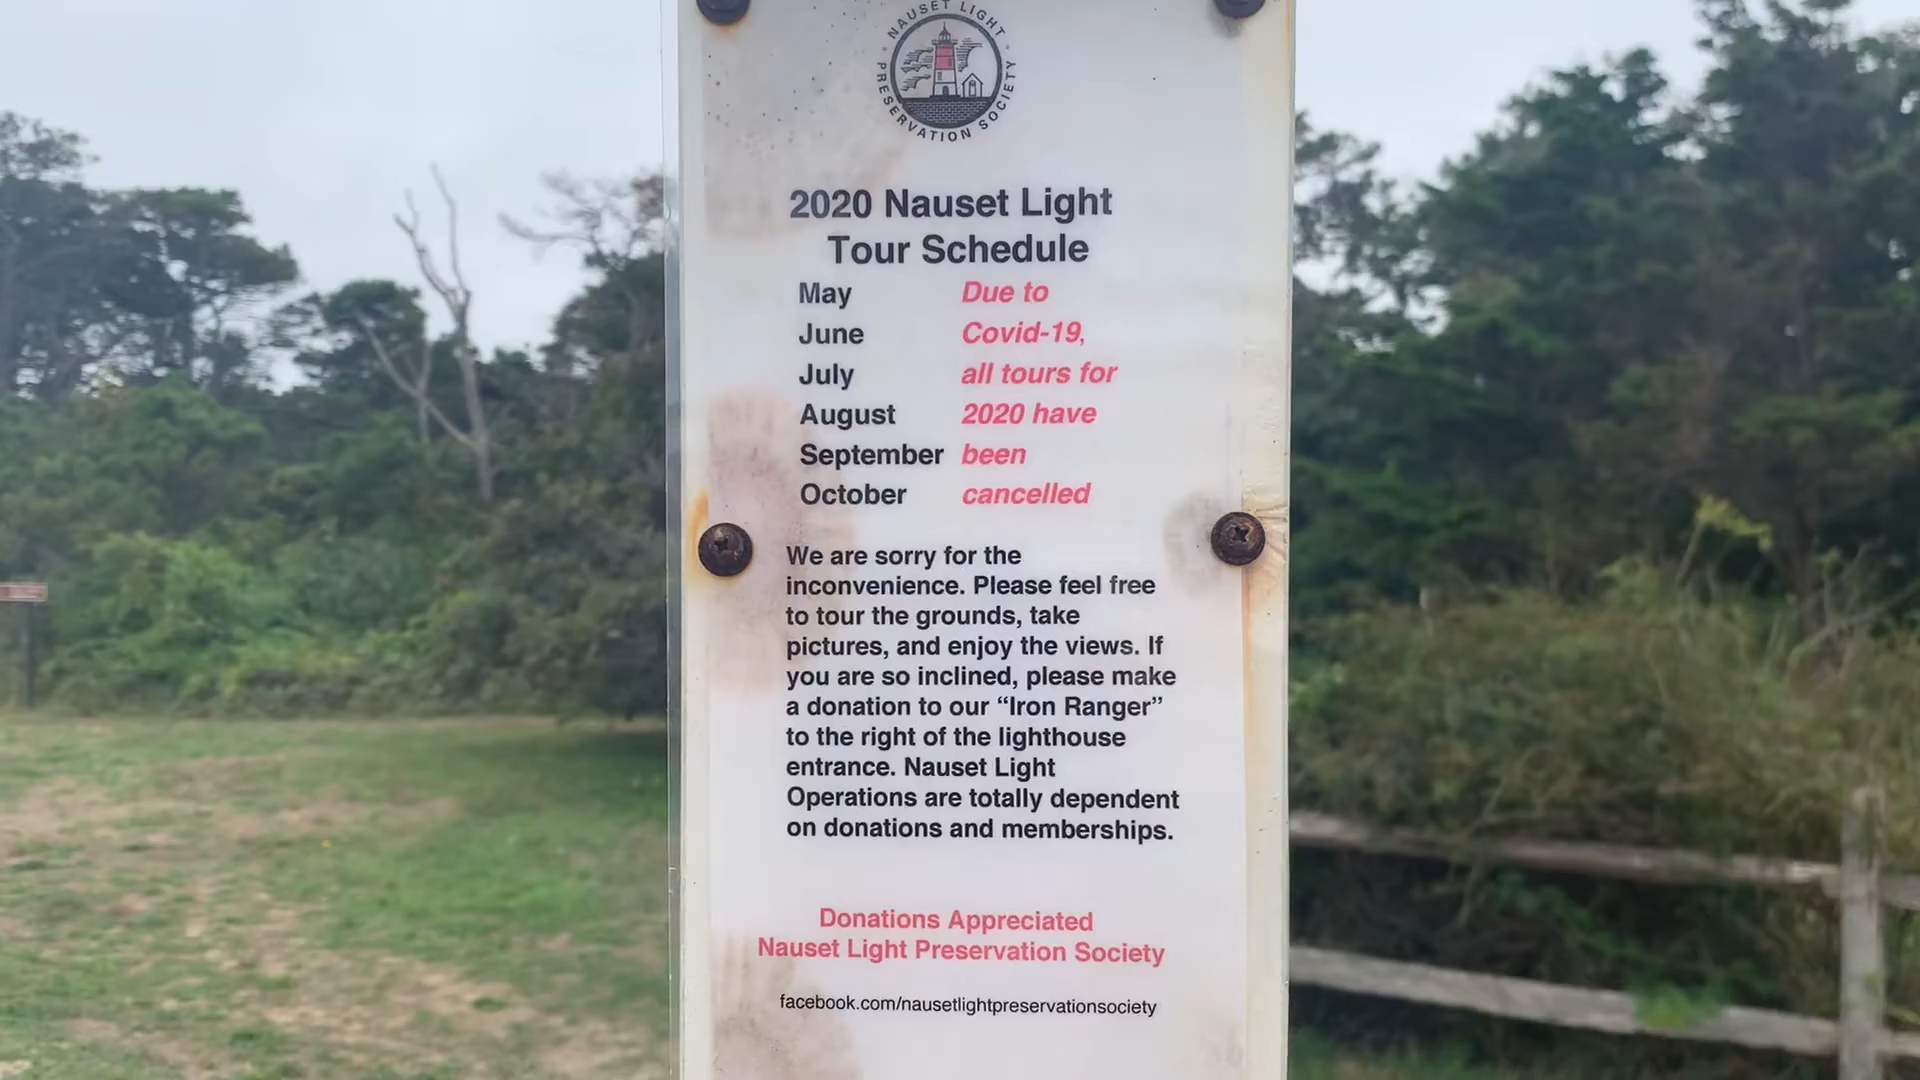 NAUSET LIGHT
PRESERVATION SOCIETY
2020 Nauset Light
Tour Schedule
May Due to
June Covid-19,
July all tours for
August 2020 have
September been
October cancelled
We are sorry for the
inconvenience. Please feel free
to tour the grounds, take
pictures, and enjoy the views. If
you are so inclined, please make
a donation to our “Iron Ranger”
to the right of the lighthouse
entrance. Nauset Light
Operations are totally dependent
on donations and memberships.
Donations Appreciated
Nauset Light Preservation Society
facebook.com/nausetlightpreservationsociety